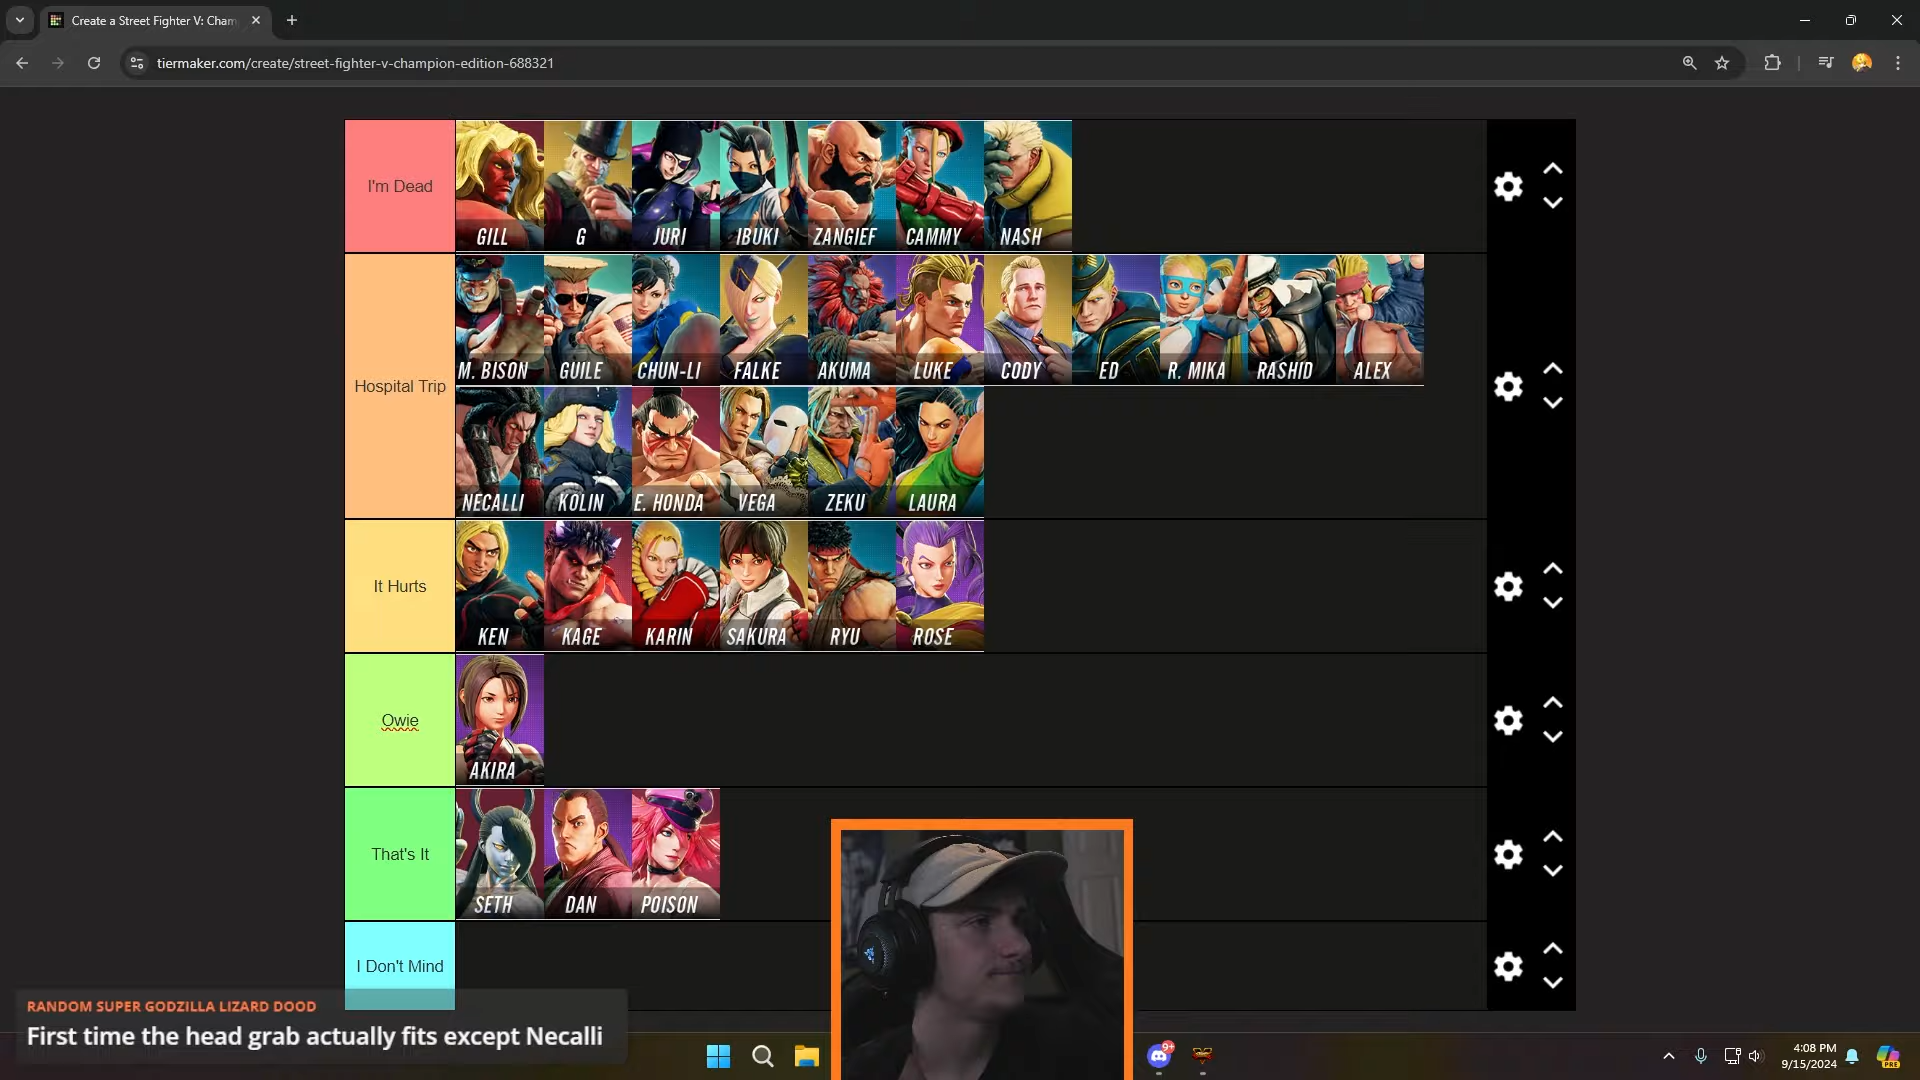 Create a Street Fighter V: Cham
tiermaker.com/create/street-fighter-v-champion-edition-688321
I'm Dead
GILL
G
JURI
IBUKI
ZANGIEF
CAMMY
NASH
Hospital Trip
M. BISON
GUILE
CHUN-LI
FALKE
AKUMA
LUKE
CODY
ED
R. MIKA
RASHID
ALEX
NECALLI
KOLIN
E. HONDA
VEGA
ZEKU
LAURA
It Hurts
KEN
KAGE
KARIN
SAKURA
RYU
ROSE
Owie
AKIRA
That's It
SETH
DAN
POISON
I Don't Mind
RANDOM SUPER GODZILLA LIZARD DOOD
First time the head grab actually fits except Necalli
9+
4:08 PM
9/15/2024
PRE